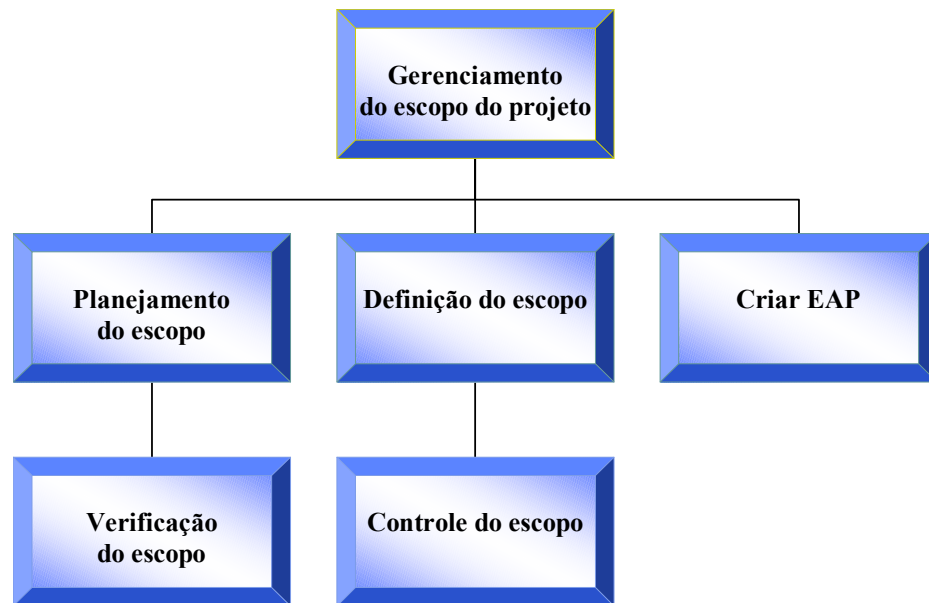 Gerenciamento
do escopo do projeto
Planejamento
do escopo
Definição do escopo
Criar EAP
Verificação
do escopo
Controle do escopo